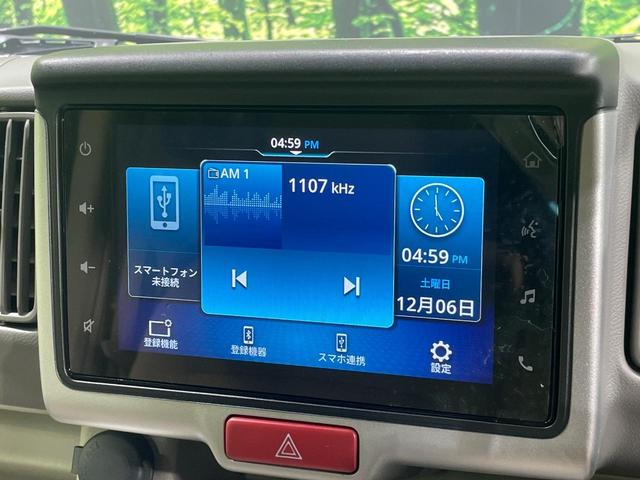 04:59 PM
AM 1
1107 kHz
スマートフォン
未接続
04:59 PM
土曜日
12月06日
登録機能
登録機器
スマホ連携
設定